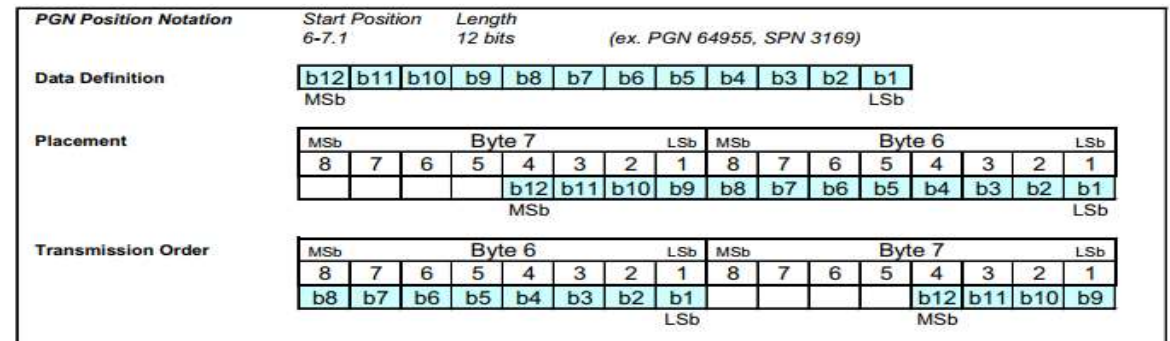 PGN Position Notation Start Position Length
6-7.1 12 bits (ex. PGN 64955, SPN 3169)
Data Definition b12 b11 b10 b9 b8 b7 b6 b5 b4 b3 b2 b1
MSb LSb
Placement MSb Byte 7 LSb MSb Byte 6 LSb
8 7 6 5 4 3 2 1 8 7 6 5 4 3 2 1
b12 b11 b10 b9 b8 b7 b6 b5 b4 b3 b2 b1
MSb LSb
Transmission Order MSb Byte 6 LSb MSb Byte 7 LSb
8 7 6 5 4 3 2 1 8 7 6 5 4 3 2 1
b8 b7 b6 b5 b4 b3 b2 b1 b12 b11 b10 b9
LSb MSb